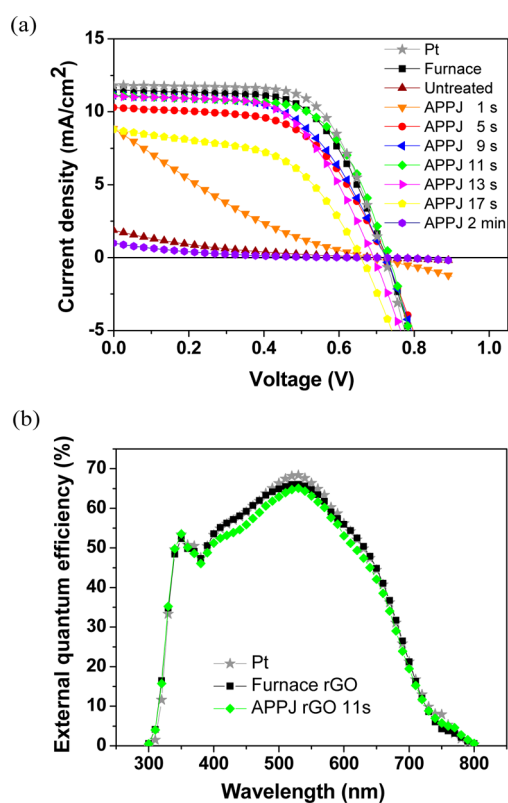 (a)
15
10
5
0
-5
Current density (mA/cm²)
Pt
Furnace
Untreated
APPJ 1 s
APPJ 5 s
APPJ 9 s
APPJ 11 s
APPJ 13 s
APPJ 17 s
APPJ 2 min
0.0 0.2 0.4 0.6 0.8 1.0
Voltage (V)
(b)
70
60
50
40
30
20
10
0
External quantum efficiency (%)
Pt
Furnace rGO
APPJ rGO 11s
300 400 500 600 700 800
Wavelength (nm)